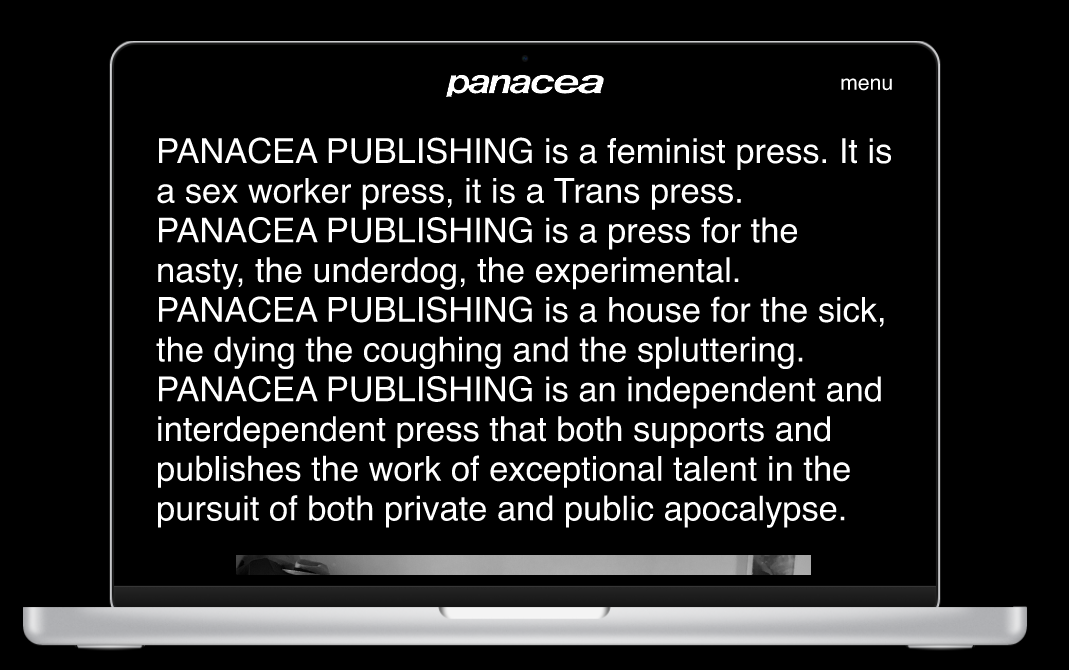 panacea
menu
PANACEA PUBLISHING is a feminist press. It is
a sex worker press, it is a Trans press.
PANACEA PUBLISHING is a press for the
nasty, the underdog, the experimental.
PANACEA PUBLISHING is a house for the sick,
the dying the coughing and the spluttering.
PANACEA PUBLISHING is an independent and
interdependent press that both supports and
publishes the work of exceptional talent in the
pursuit of both private and public apocalypse.